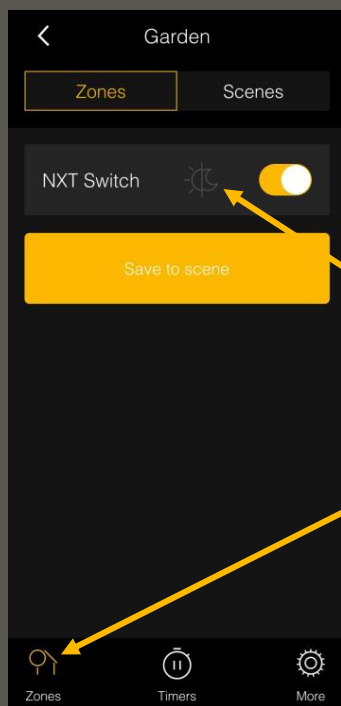 Garden
Zones Scenes
NXT Switch
Save to scene
Zones Timers More